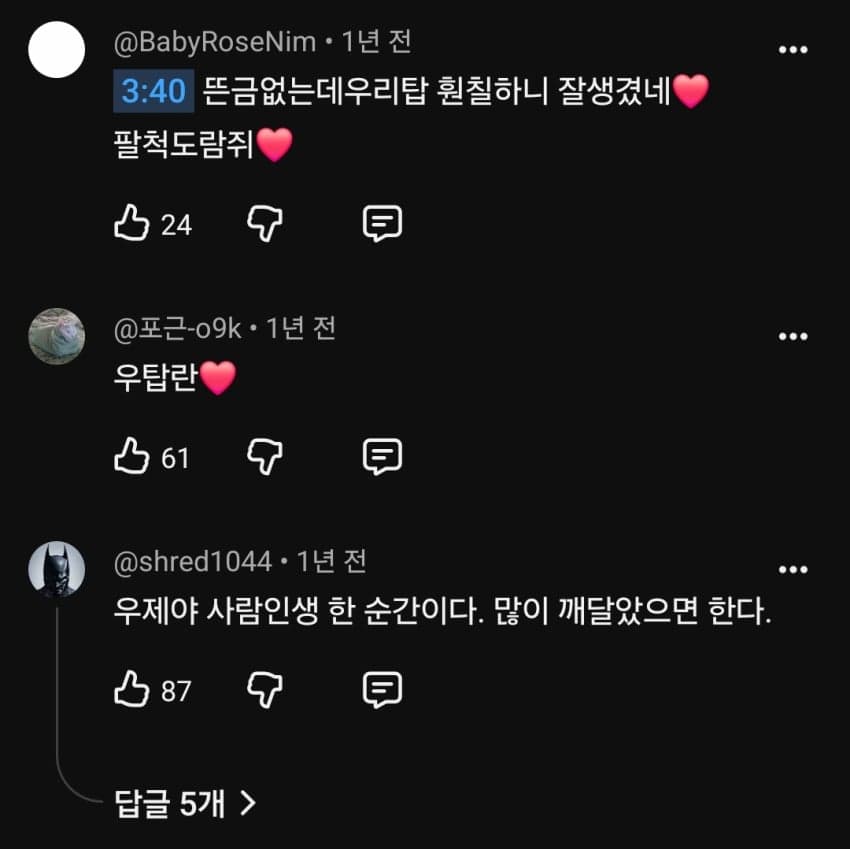 @BabyRoseNim • 1년 전
3:40 뜬금없는데우리탑 훤칠하니 잘생겼네❤
팔척도람쥐❤
24
@포근-o9k • 1년 전
우탑란❤
61
@shred1044 • 1년 전
우제야 사람인생 한 순간이다. 많이 깨달았으면 한다.
87
답글 5개 >